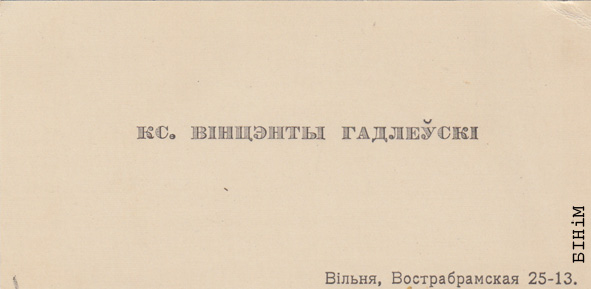 КС. ВІНЦЭНТЫ ГАДЛЕЎСКІ
Вільня, Вострабрамская 25-13.
БІНіМ